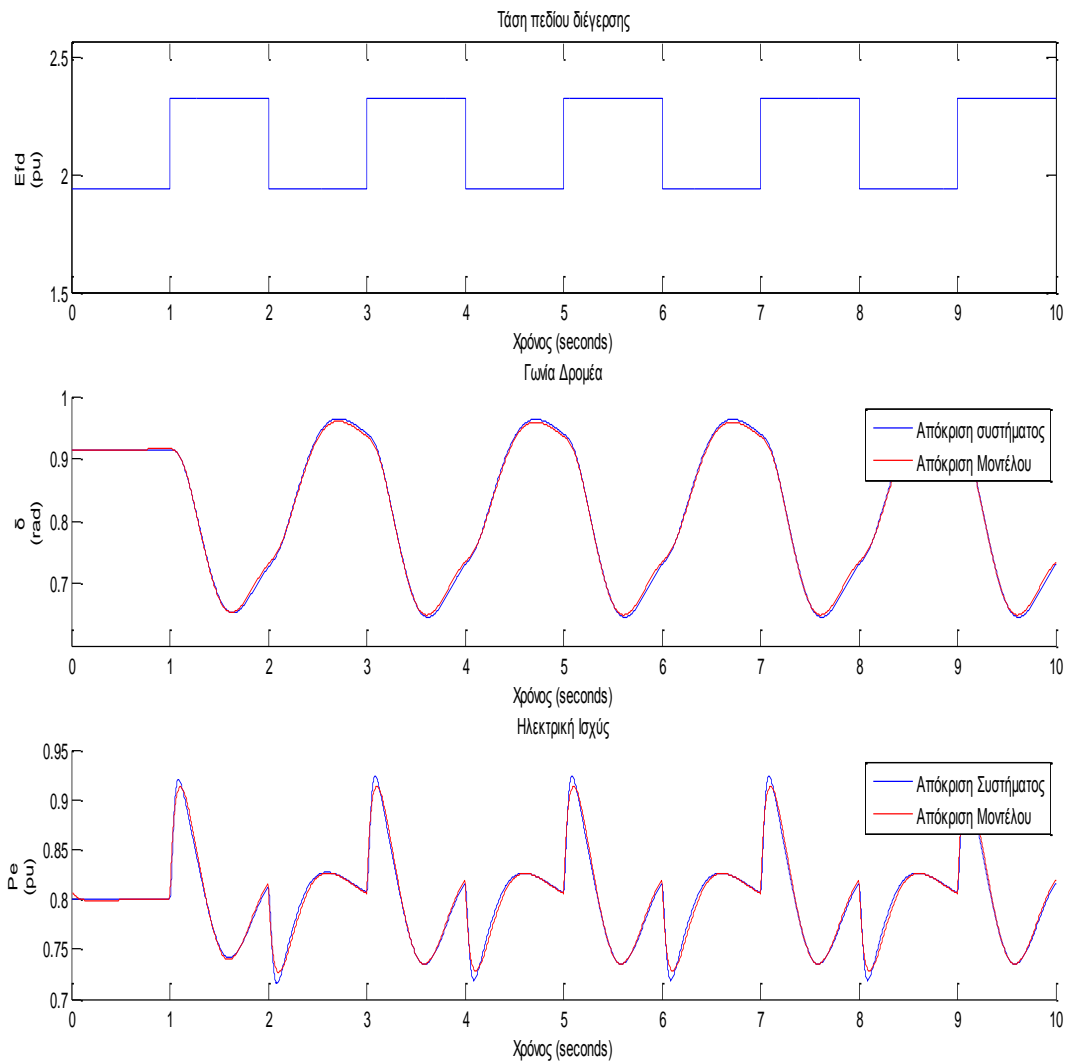 Τάση πεδίου διέγερσης
2.5
2
1.5
Efd
(pu)
0 1 2 3 4 5 6 7 8 9 10
Χρόνος (seconds)
Γωνία Δρομέα
1
0.9
0.8
0.7
δ
(rad)
Απόκριση συστήματος
Απόκριση Μοντέλου
0 1 2 3 4 5 6 7 8 9 10
Χρόνος (seconds)
Ηλεκτρική Ισχύς
0.95
0.9
0.85
0.8
0.75
0.7
Pe
(pu)
Απόκριση Συστήματος
Απόκριση Μοντέλου
0 1 2 3 4 5 6 7 8 9 10
Χρόνος (seconds)